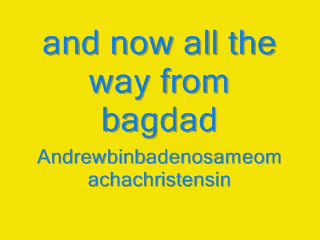 and now all the
way from
bagdad
Andrewbinbadenosameom
achachristensin